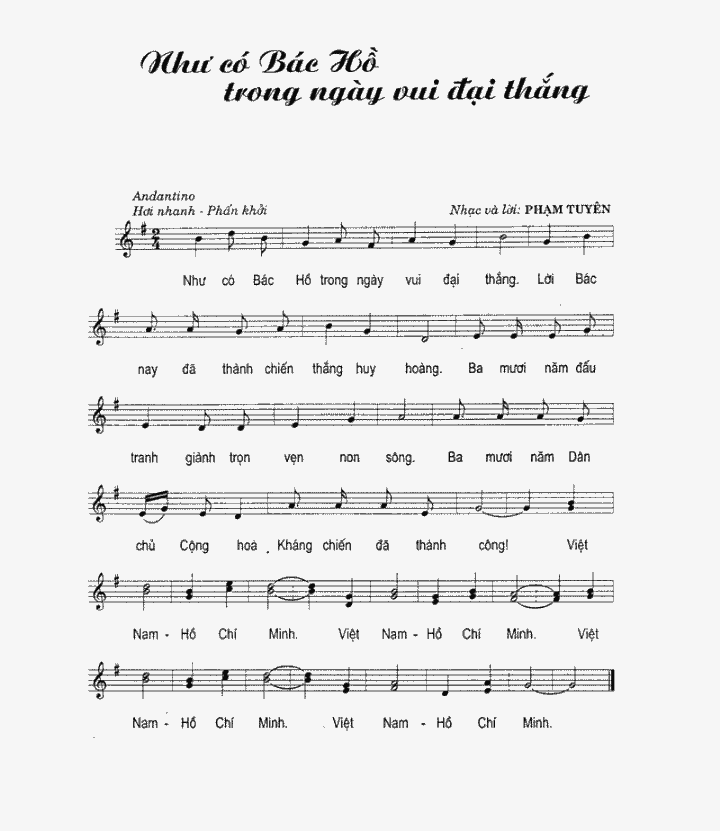 Như có Bác Hồ
trong ngày vui đại thắng
Andantino
Hơi nhanh - Phấn khởi
Nhạc và lời: PHẠM TUYÊN
2
4
Như có Bác Hồ trong ngày vui đại thắng. Lời Bác
nay đã thành chiến thắng huy hoàng. Ba mươi năm đấu
tranh giành trọn vẹn non sông. Ba mươi năm Dân
chủ Cộng hoà . Kháng chiến đã thành công! Việt
Nam - Hồ Chí Minh. Việt Nam - Hồ Chí Minh. Việt
Nam - Hồ Chí Minh. Việt Nam - Hồ Chí Minh.